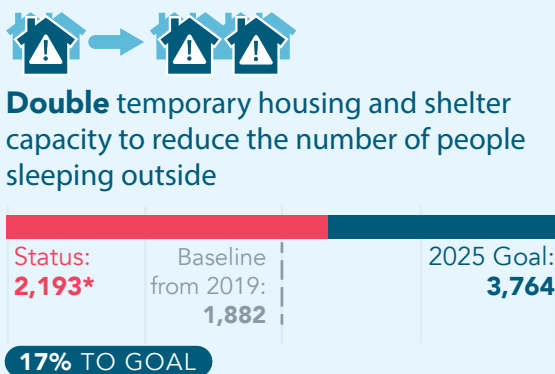 Double temporary housing and shelter
capacity to reduce the number of people
sleeping outside
Status:
2,193*
Baseline
from 2019:
1,882
2025 Goal:
3,764
17% TO GOAL